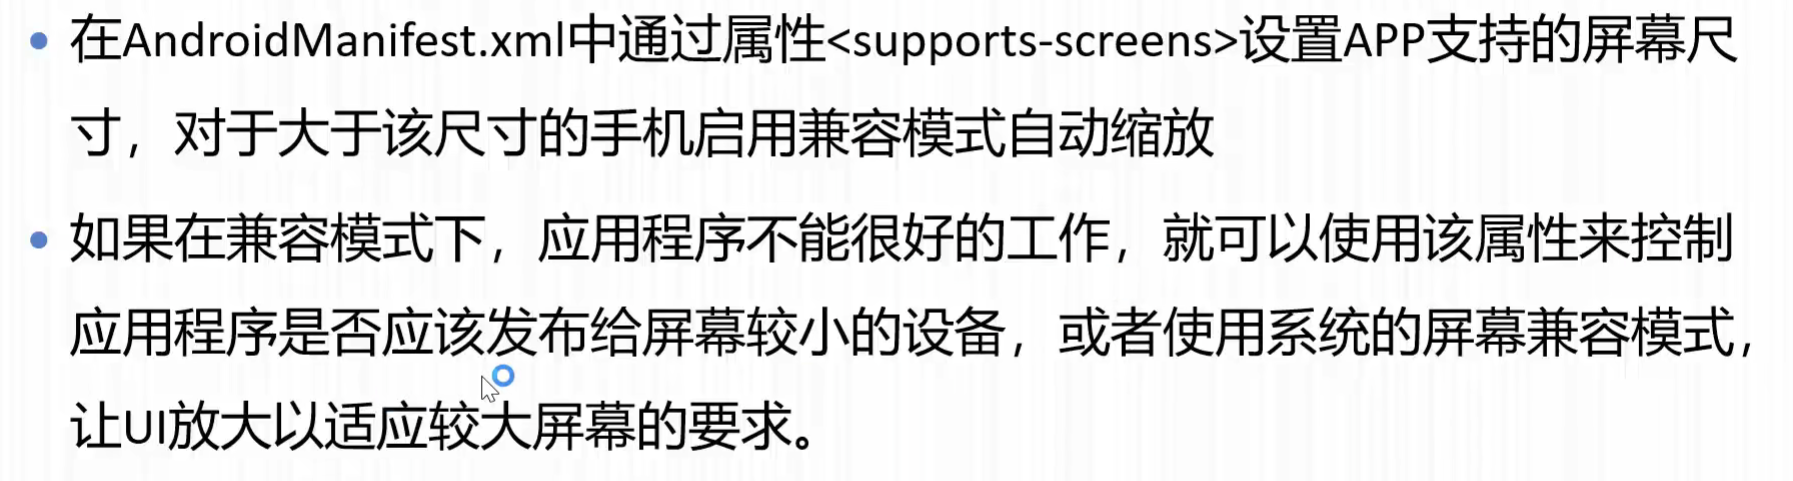 • 在AndroidManifest.xml中通过属性<supports-screens>设置APP支持的屏幕尺
寸，对于大于该尺寸的手机启用兼容模式自动缩放
• 如果在兼容模式下，应用程序不能很好的工作，就可以使用该属性来控制
应用程序是否应该发布给屏幕较小的设备，或者使用系统的屏幕兼容模式，
让UI放大以适应较大屏幕的要求。